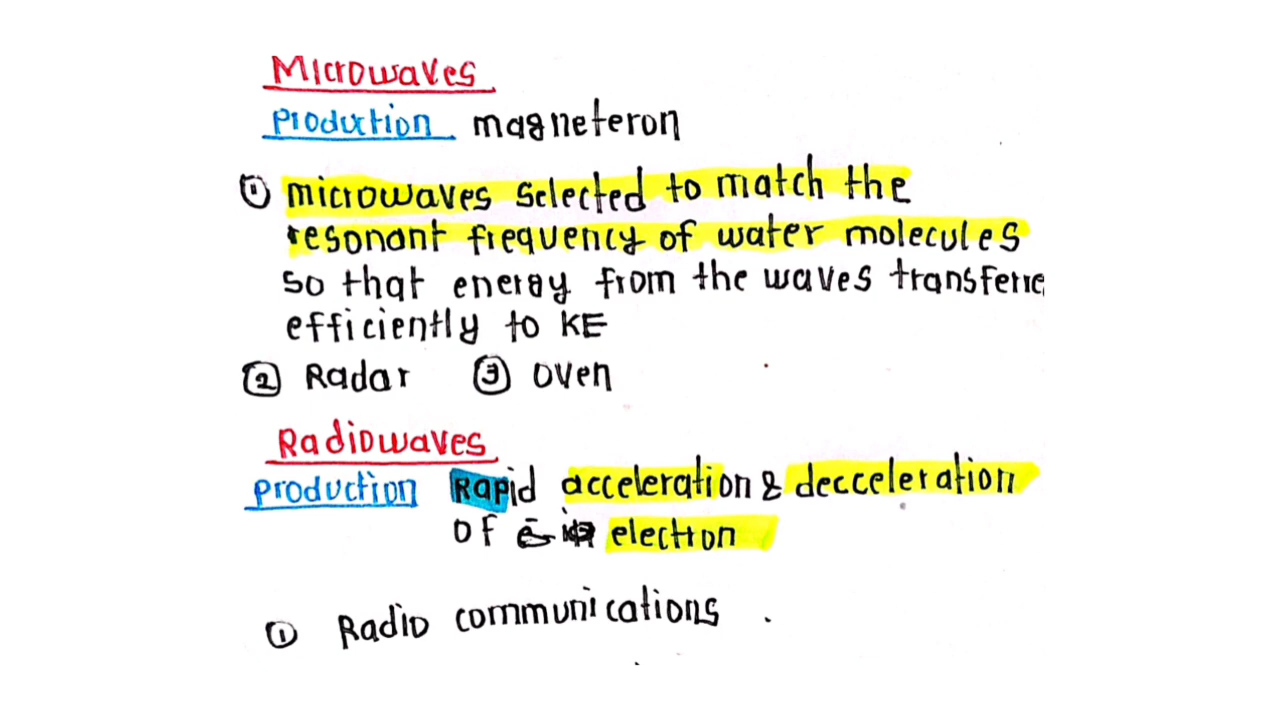 Microwaves
Production magneteron
① microwaves selected to match the
resonant frequency of water molecules
so that energy from the waves transferre
efficiently to KE
② Radar ③ oven
Radiowaves
production Rapid acceleration & decceleration
of electron
① Radio communications